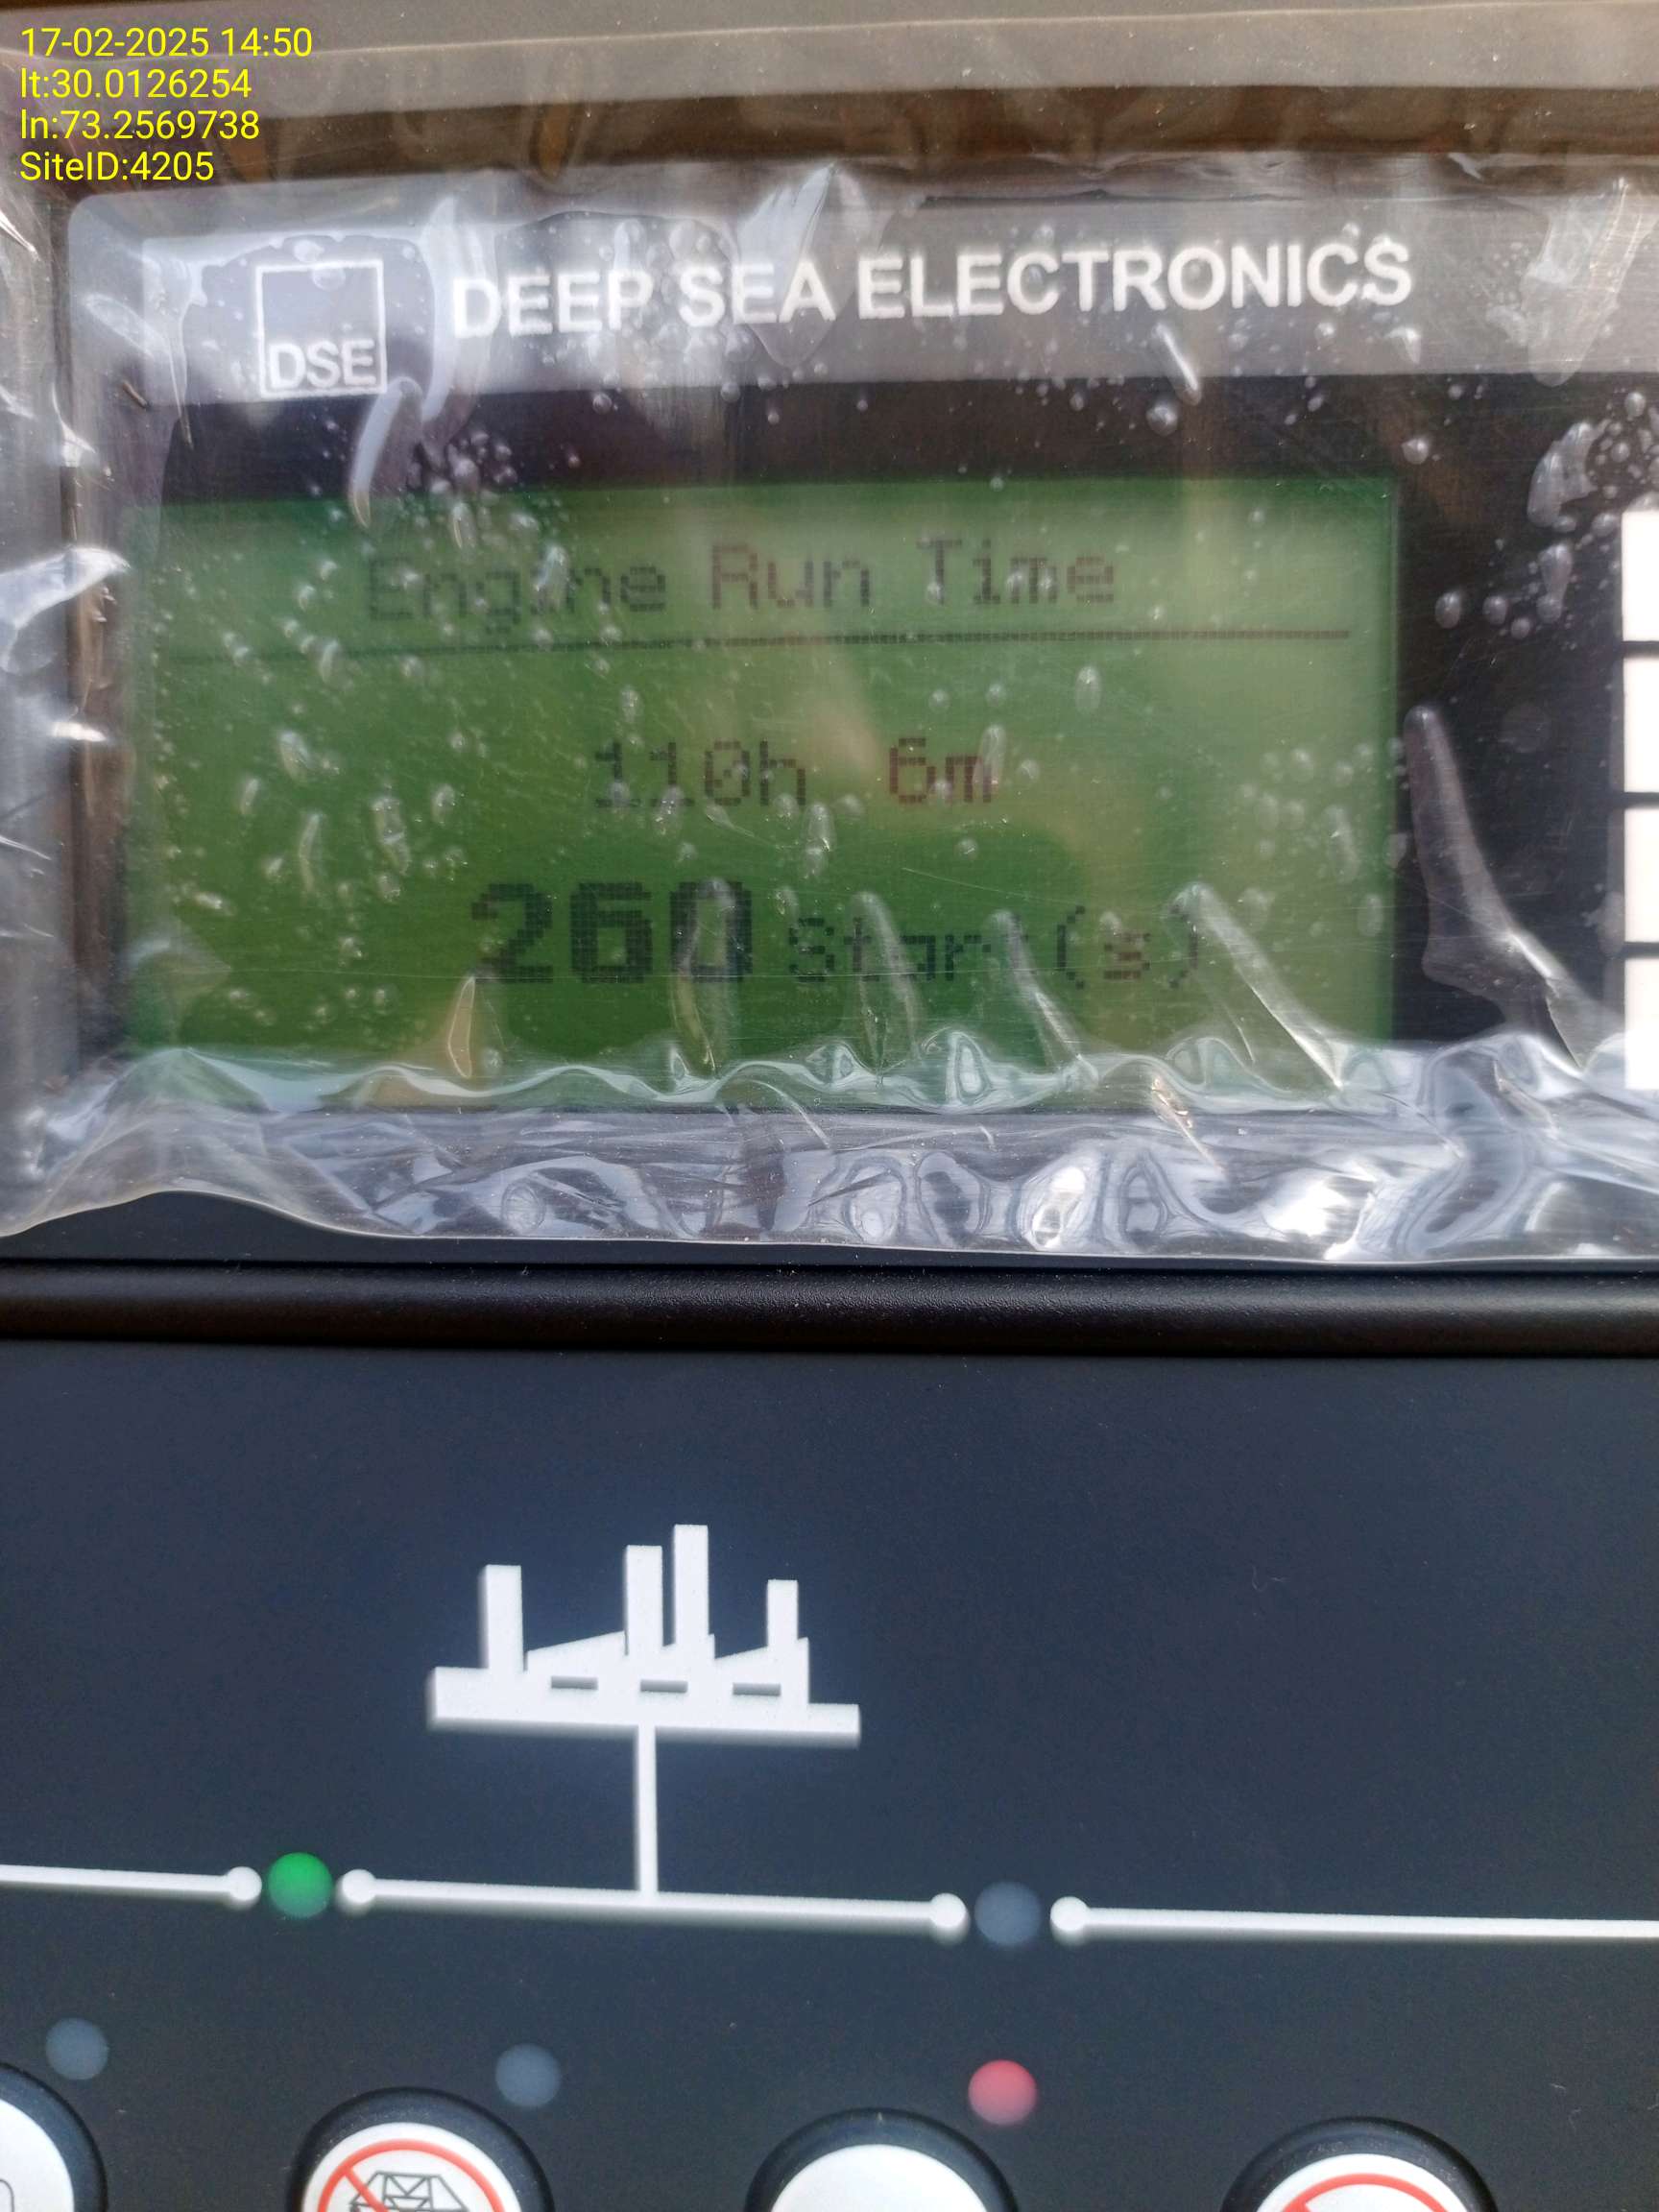 17-02-2025 14:50
lt:30.0126254
ln:73.2569738
SiteID:4205
DSE
DEEP SEA ELECTRONICS
Engine Run Time
110h 6m
260 Start(s)